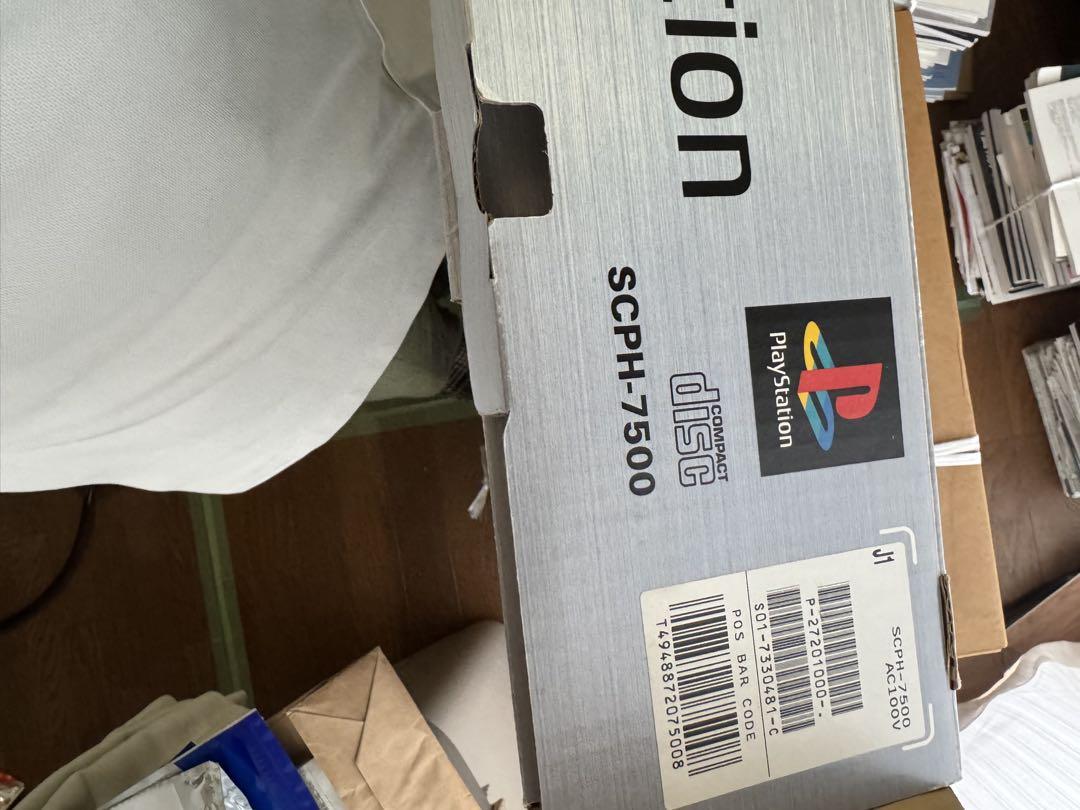 tion
SCPH-7500
COMPACT
disc
PlayStation
J1
SCPH-7500
AC100V
P-27201000-.
S01-7330481-C
POS BAR CODE
T4948872075008